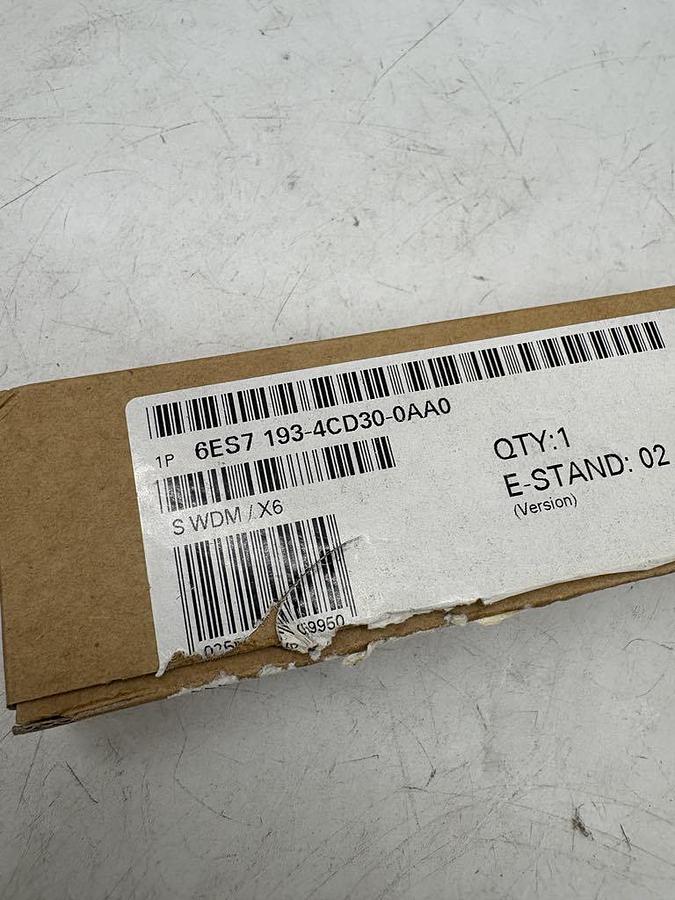 1P 6ES7 193-4CD30-0AA0
S WDM / X6
QTY:1
E-STAND: 02
(Version)